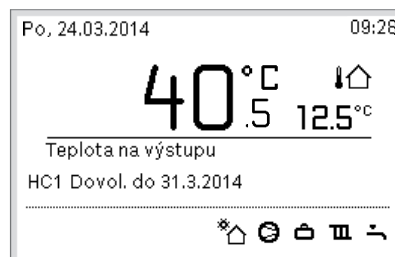 Po, 24.03.2014 09:28
40.5 °C 12.5°C
Teplota na výstupu
HC1 Dovol. do 31.3.2014